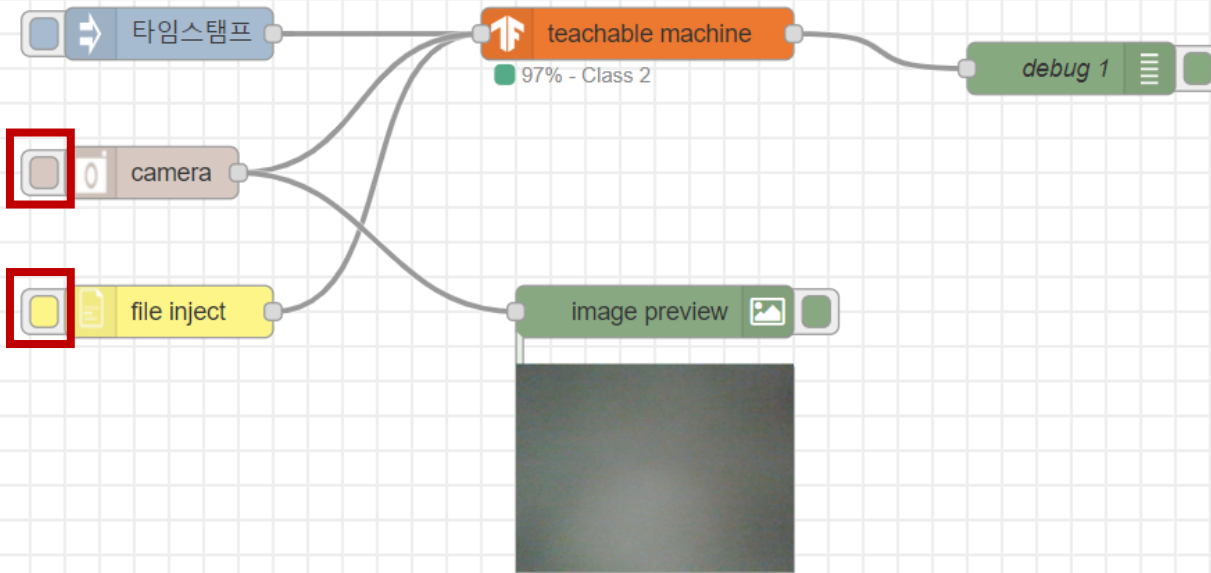 타임스탬프
teachable machine
97% - Class 2
debug 1
camera
file inject
image preview